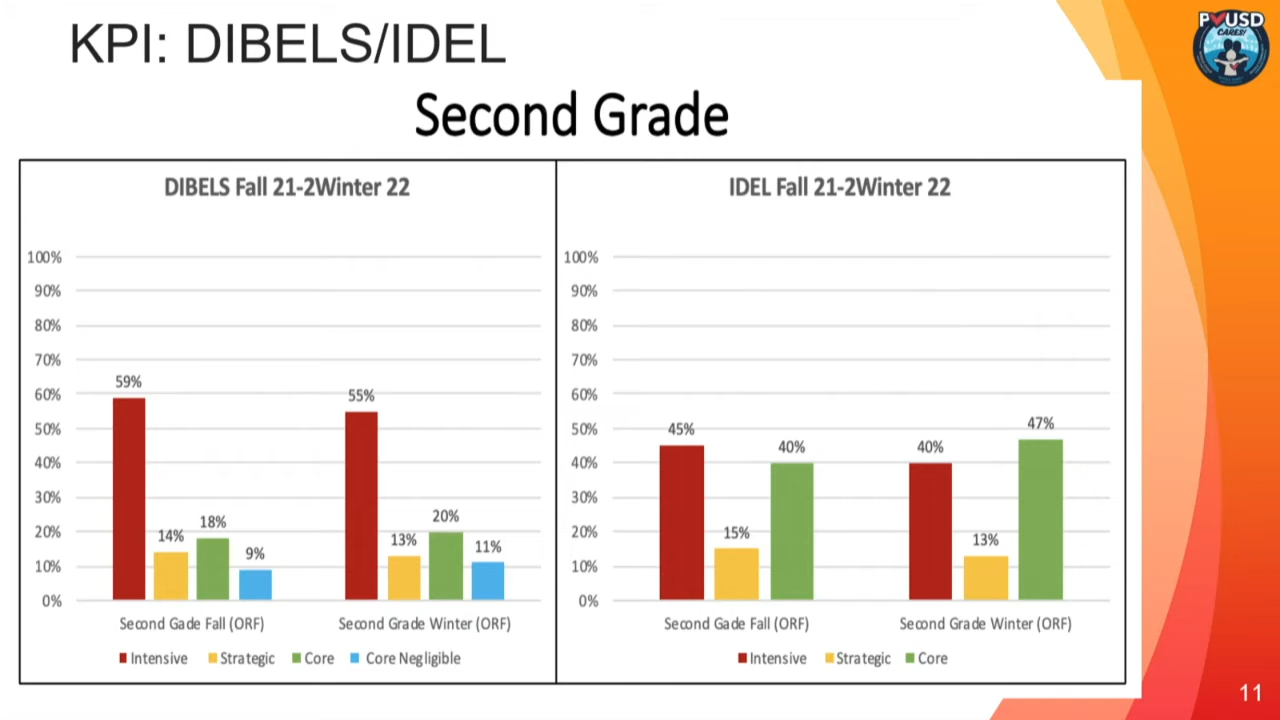 KPI: DIBELS/IDEL
PVUSD
CARES!
Second Grade
DIBELS Fall 21-2Winter 22
100%
90%
80%
70%
60%
50%
40%
30%
20%
10%
0%
59%
14%
18%
9%
55%
13%
20%
11%
Second Gade Fall (ORF)
Second Grade Winter (ORF)
Intensive
Strategic
Core
Core Negligible
IDEL Fall 21-2Winter 22
100%
90%
80%
70%
60%
50%
40%
30%
20%
10%
0%
45%
15%
40%
40%
13%
47%
Second Gade Fall (ORF)
Second Grade Winter (ORF)
Intensive
Strategic
Core
11